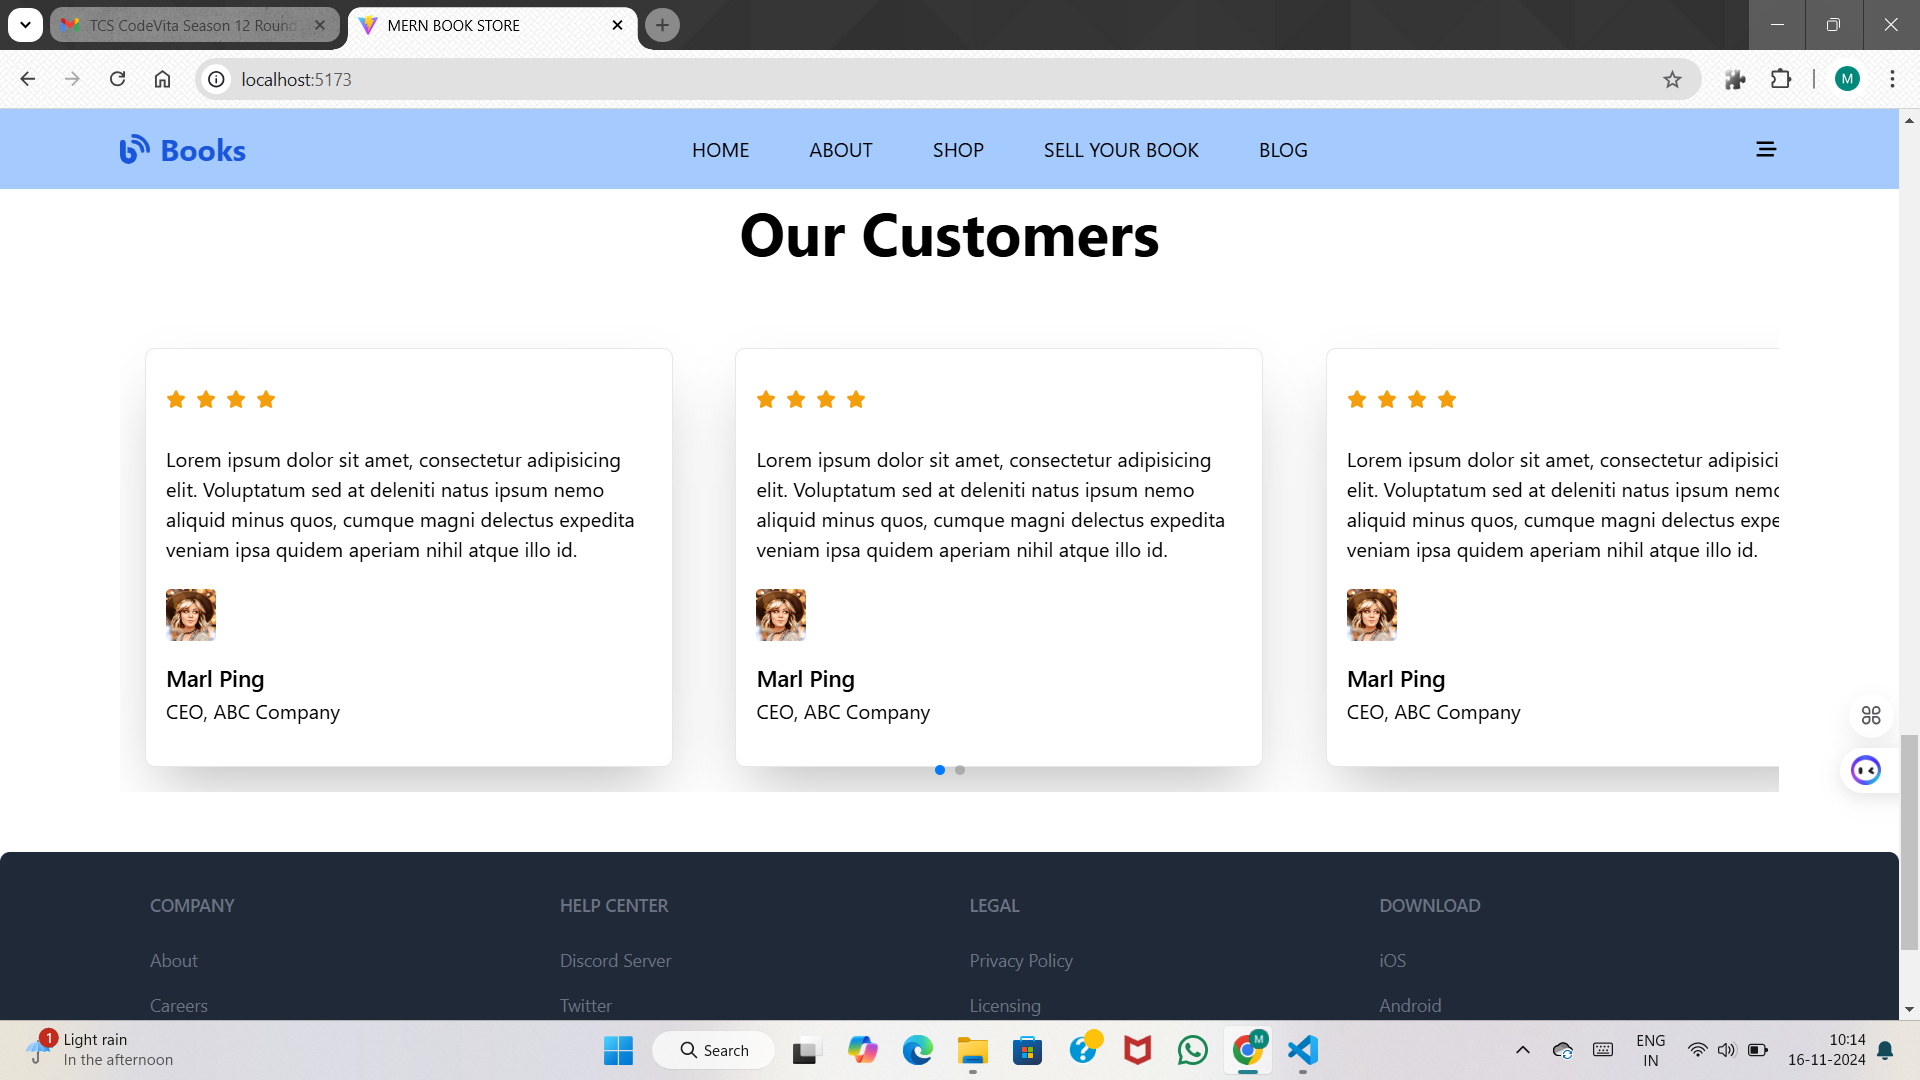 TCS CodeVita Season 12 Round
MERN BOOK STORE
localhost:5173
M
Books
HOME
ABOUT
SHOP
SELL YOUR BOOK
BLOG
Our Customers
Lorem ipsum dolor sit amet, consectetur adipisicing
elit. Voluptatum sed at deleniti natus ipsum nemo
aliquid minus quos, cumque magni delectus expedita
veniam ipsa quidem aperiam nihil atque illo id.
Marl Ping
CEO, ABC Company
Lorem ipsum dolor sit amet, consectetur adipisicing
elit. Voluptatum sed at deleniti natus ipsum nemo
aliquid minus quos, cumque magni delectus expedita
veniam ipsa quidem aperiam nihil atque illo id.
Marl Ping
CEO, ABC Company
Lorem ipsum dolor sit amet, consectetur adipisici
elit. Voluptatum sed at deleniti natus ipsum nemo
aliquid minus quos, cumque magni delectus expe
veniam ipsa quidem aperiam nihil atque illo id.
Marl Ping
CEO, ABC Company
COMPANY
About
Careers
HELP CENTER
Discord Server
Twitter
LEGAL
Privacy Policy
Licensing
DOWNLOAD
iOS
Android
1
Light rain
In the afternoon
Search
M
ENG
IN
10:14
16-11-2024